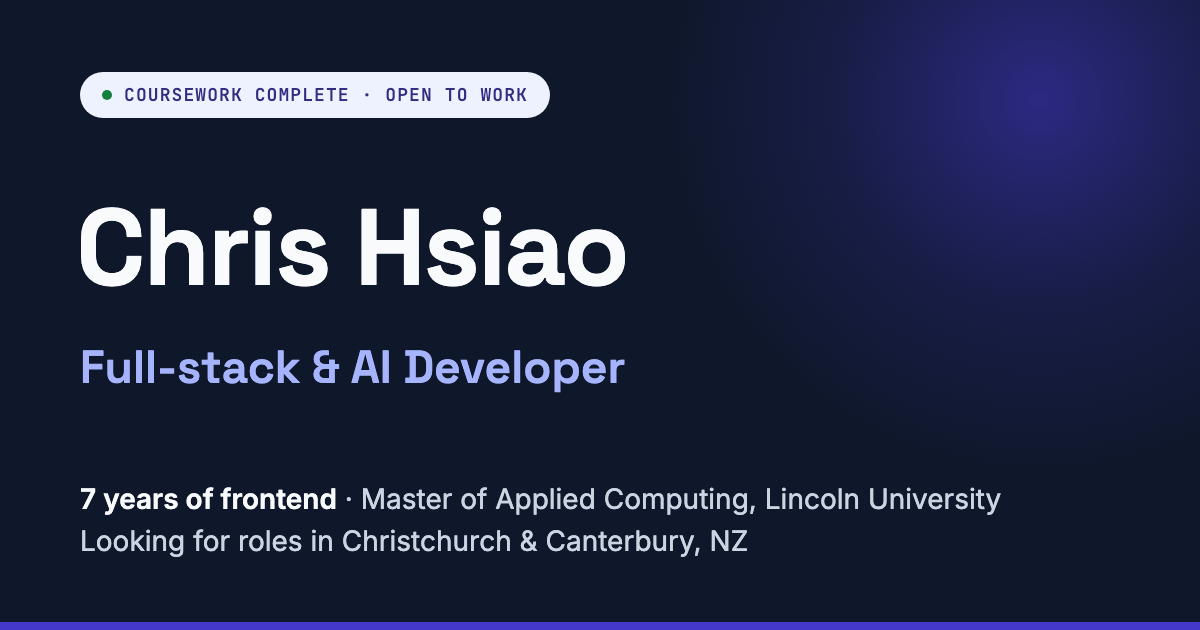 COURSEWORK COMPLETE · OPEN TO WORK
Chris Hsiao
Full-stack & AI Developer
7 years of frontend · Master of Applied Computing, Lincoln University
Looking for roles in Christchurch & Canterbury, NZ